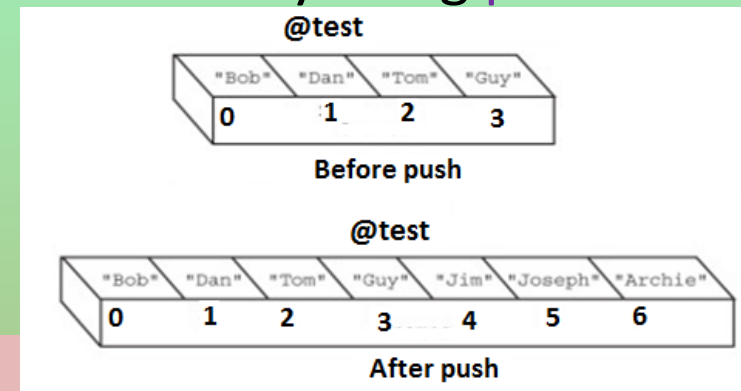 @test
"Bob" "Dan" "Tom" "Guy"
0 1 2 3
Before push
@test
"Bob" "Dan" "Tom" "Guy" "Jim" "Joseph" "Archie"
0 1 2 3 4 5 6
After push